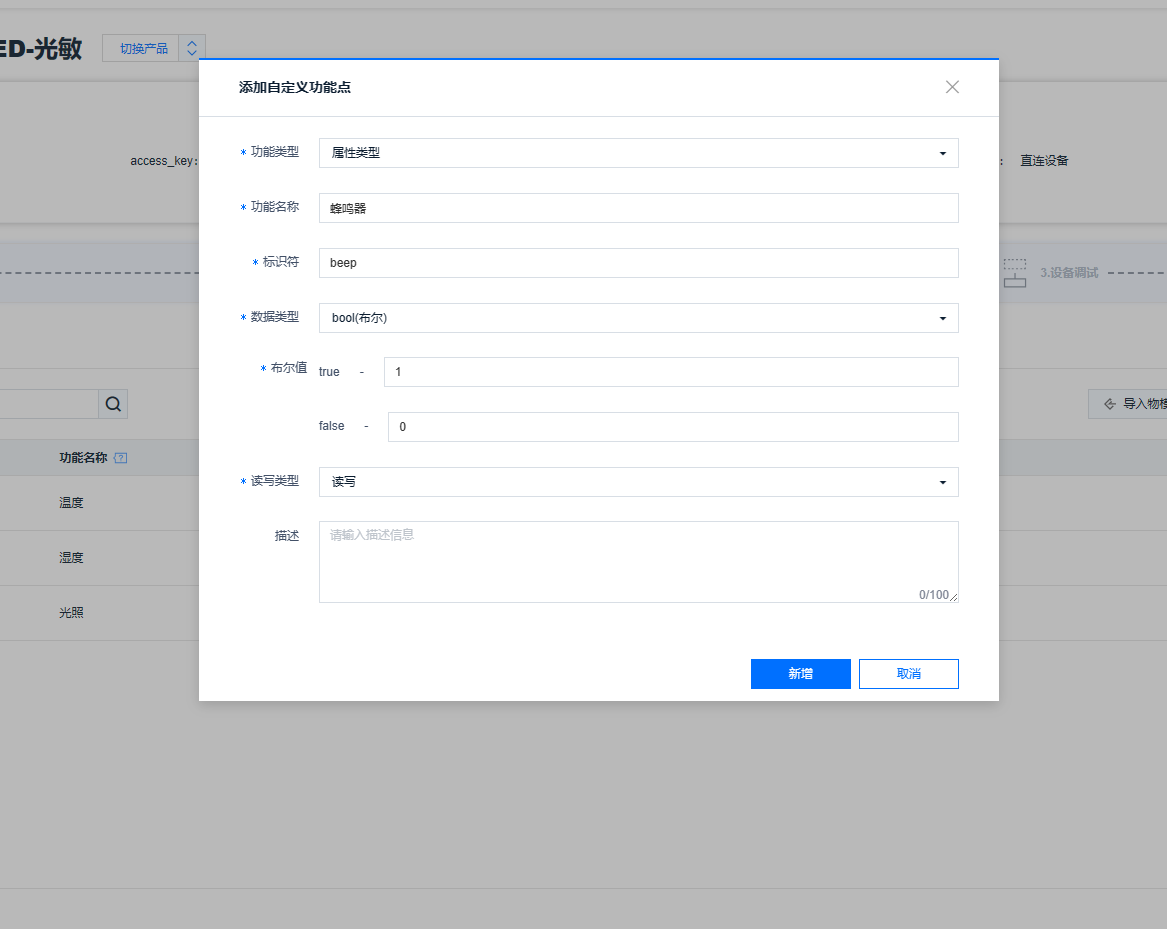 ED-光敏
切换产品
添加自定义功能点
access_key:
: 直连设备
* 功能类型 属性类型
* 功能名称 蜂鸣器
* 标识符 beep
3.设备调试
* 数据类型 bool(布尔)
* 布尔值 true - 1
false - 0
导入物模
功能名称
* 读写类型 读写
温度
描述 请输入描述信息
湿度
0/100
光照
新增
取消